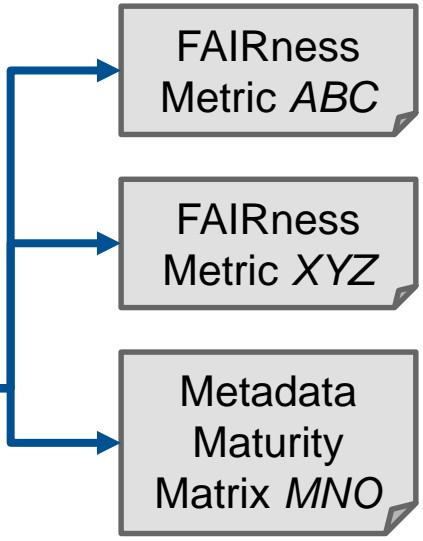 FAIRness
Metric ABC
FAIRness
Metric XYZ
Metadata
Maturity
Matrix MNO